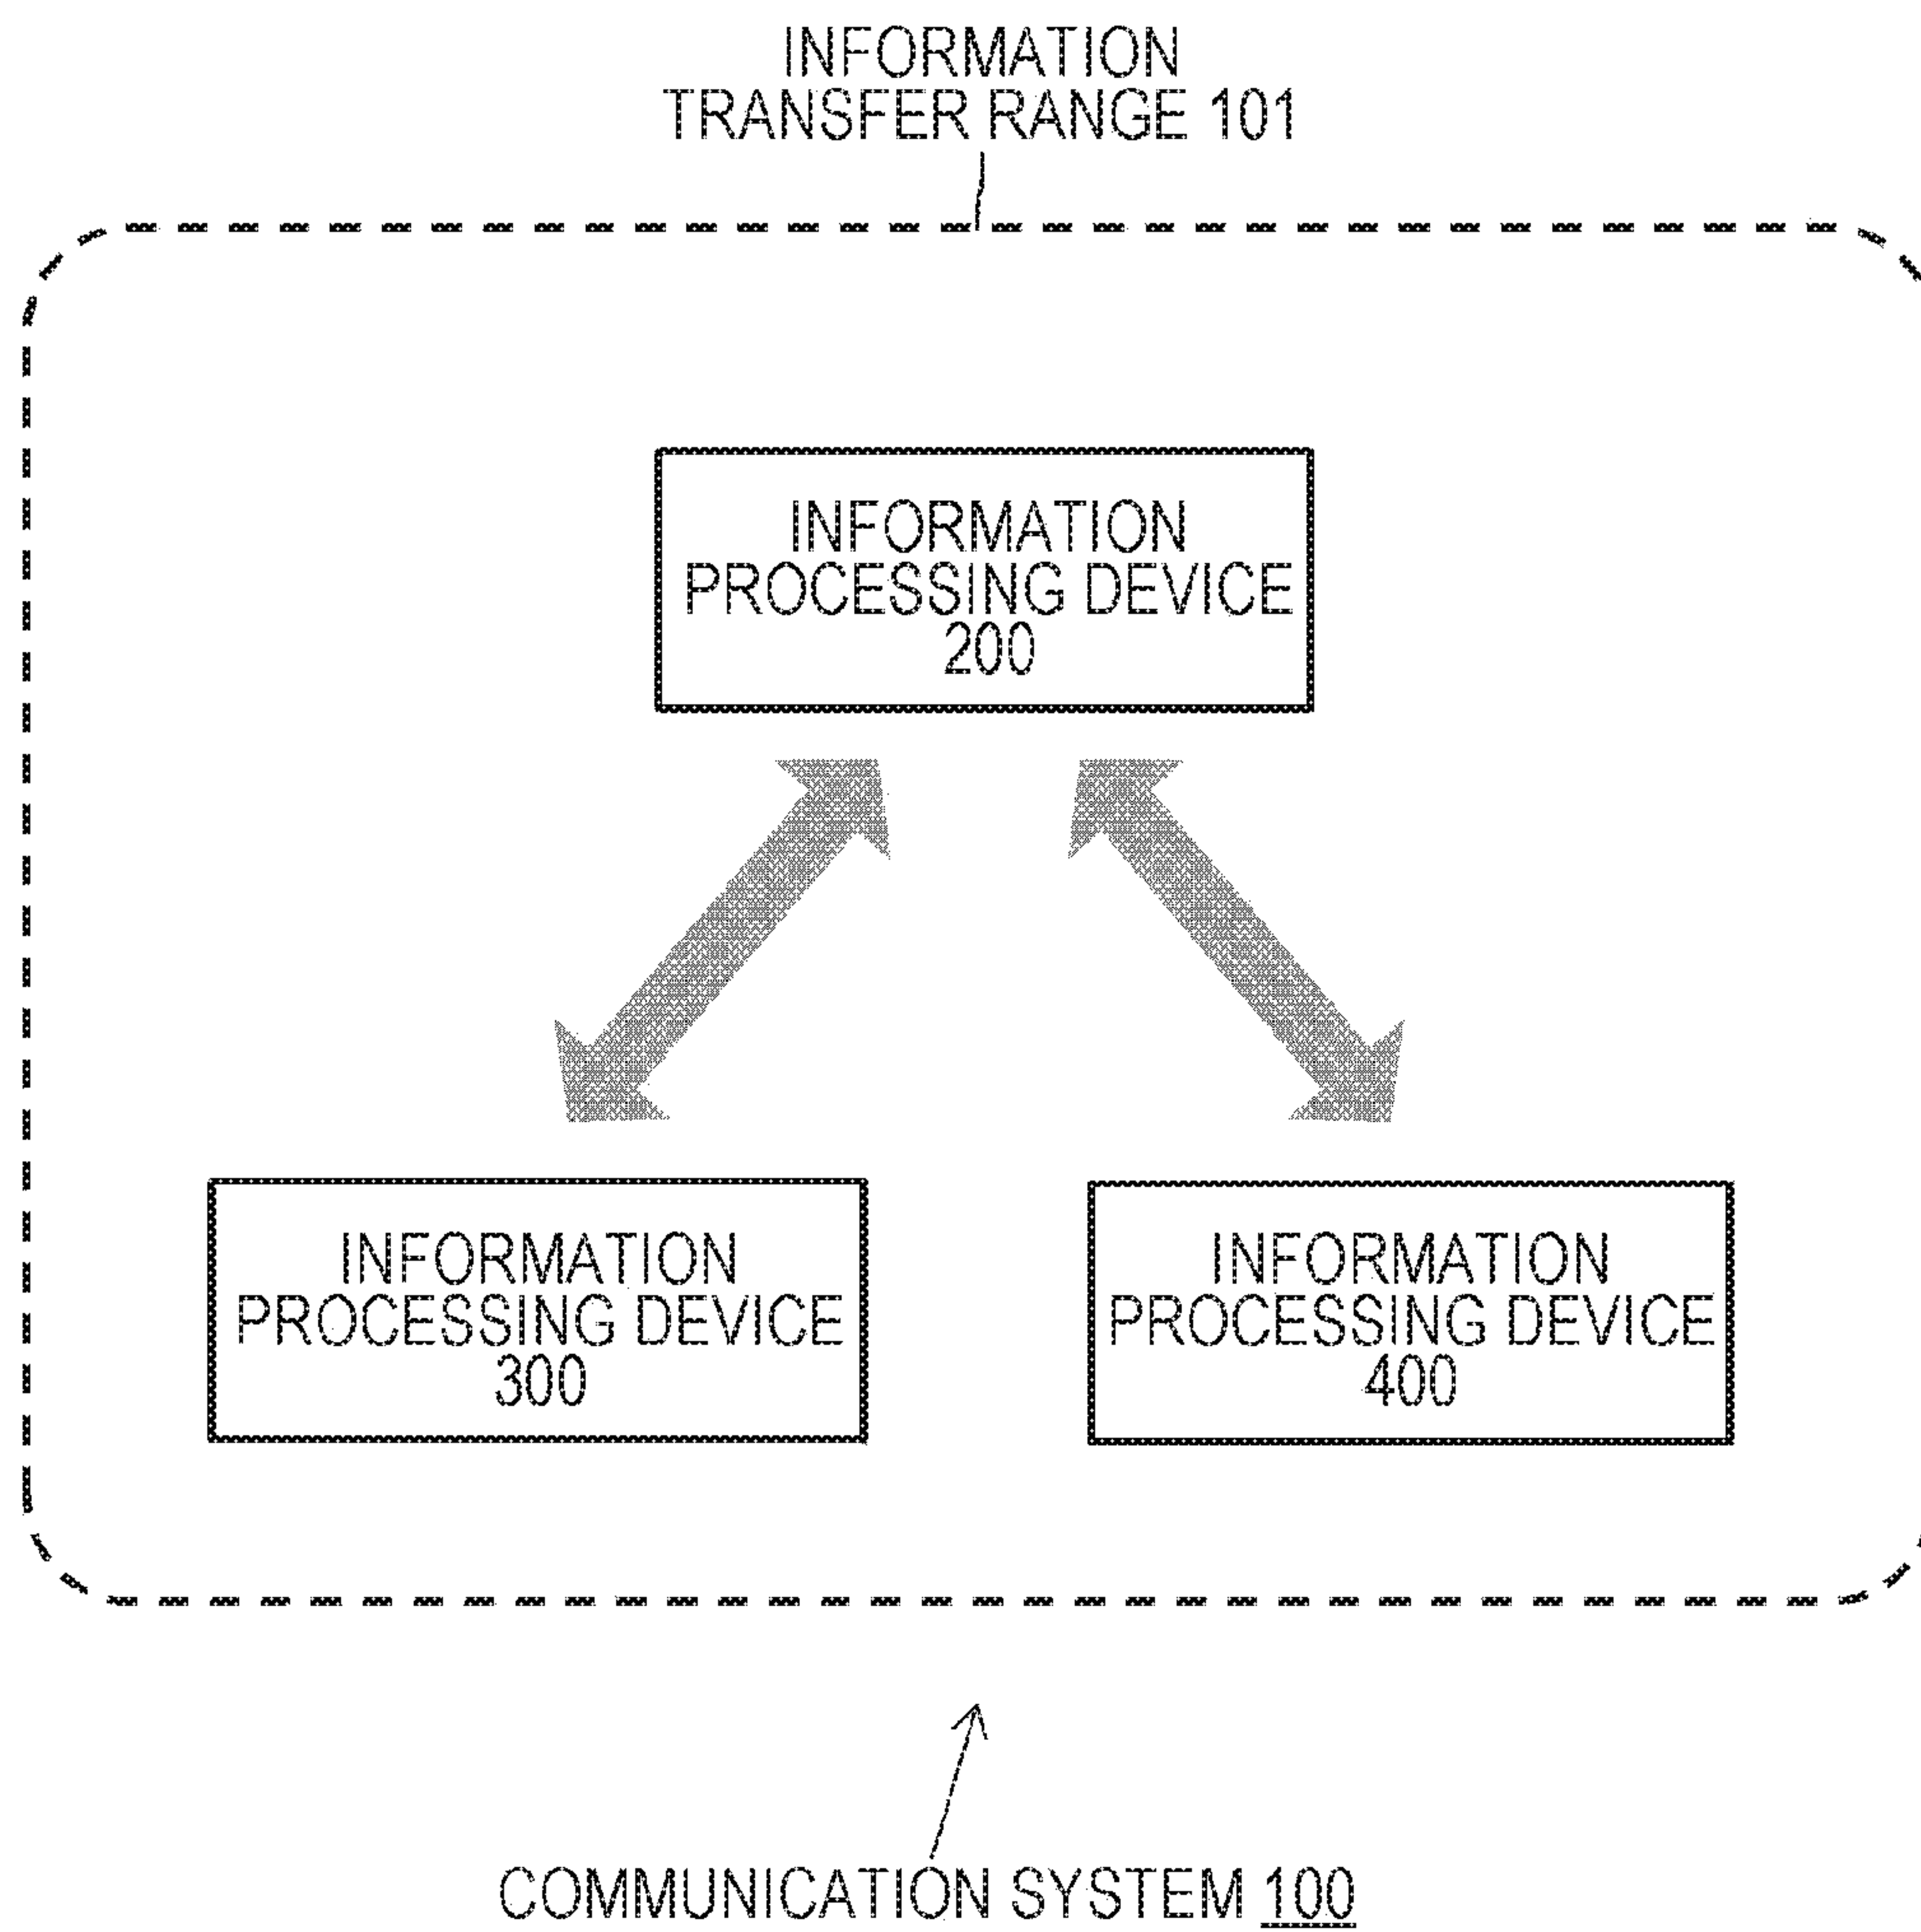 INFORMATION
TRANSFER RANGE 101
INFORMATION
PROCESSING DEVICE
200
INFORMATION
PROCESSING DEVICE
300
INFORMATION
PROCESSING DEVICE
400
COMMUNICATION SYSTEM 100